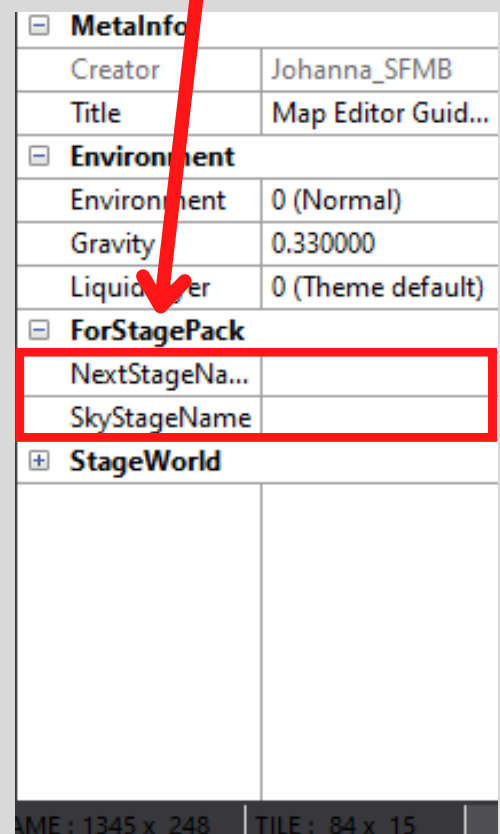 MetaInfo
Creator Johanna_SFMB
Title Map Editor Guid...
Environment
Environment 0 (Normal)
Gravity 0.330000
0 (Theme default)
ForStagePack
NextStageNa...
SkyStageName
StageWorld
AME : 1345 x 248 TILE : 84 x 15